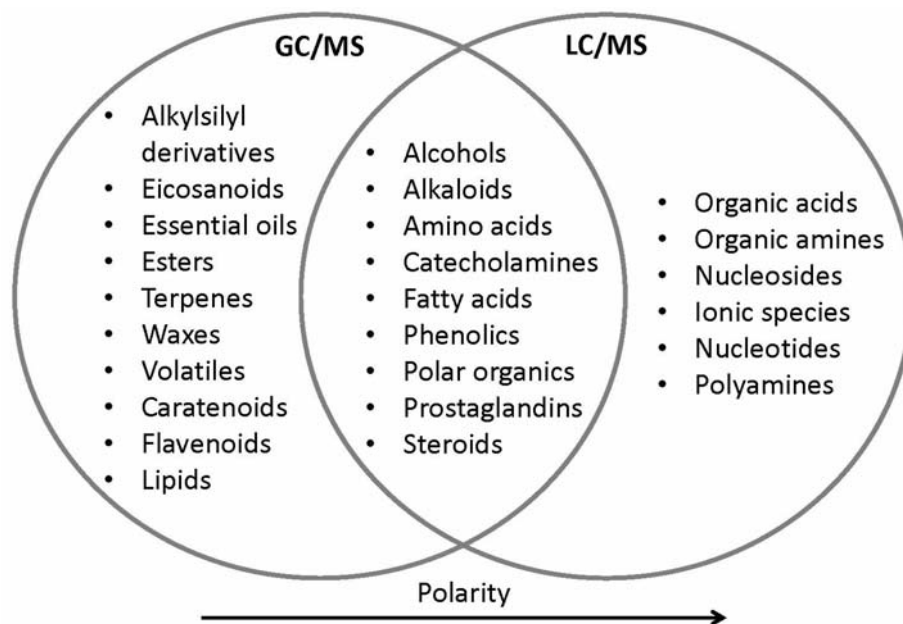 GC/MS
LC/MS
• Alkylsilyl
derivatives
• Eicosanoids
• Essential oils
• Esters
• Terpenes
• Waxes
• Volatiles
• Caratenoids
• Flavenoids
• Lipids
• Alcohols
• Alkaloids
• Amino acids
• Catecholamines
• Fatty acids
• Phenolics
• Polar organics
• Prostaglandins
• Steroids
• Organic acids
• Organic amines
• Nucleosides
• Ionic species
• Nucleotides
• Polyamines
Polarity